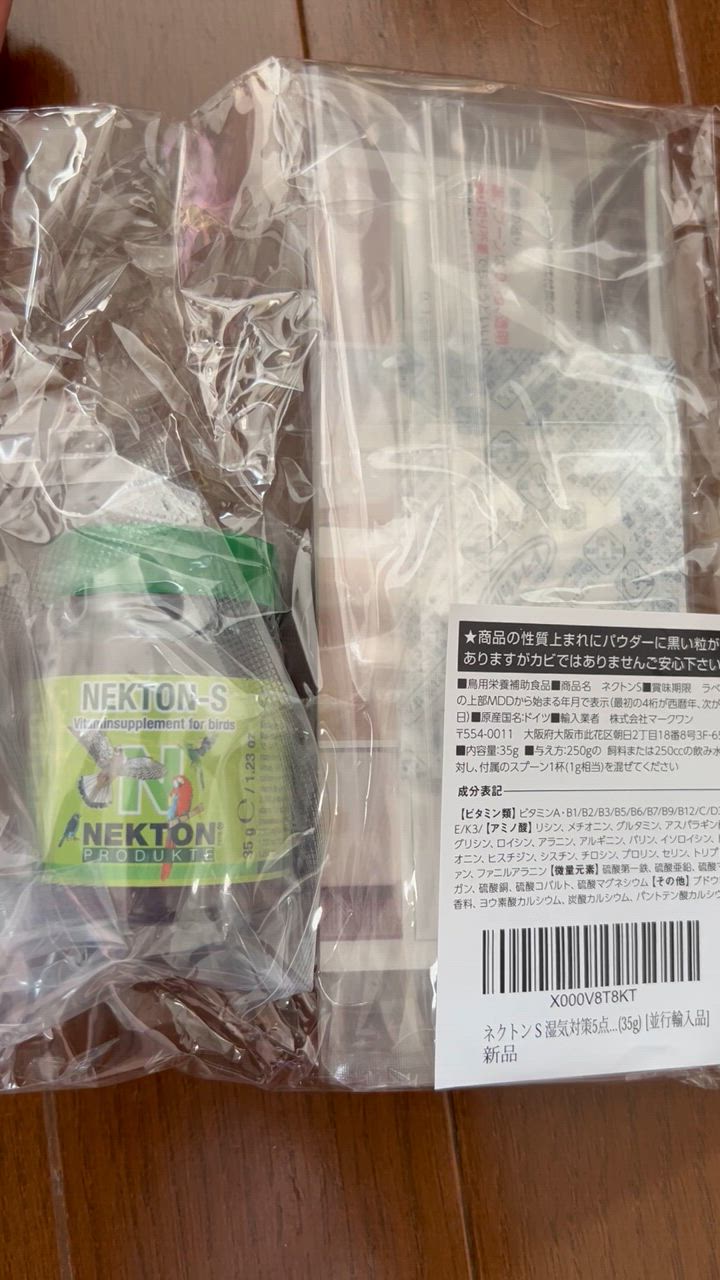 NEKTON-S
Vitaminsupplement for birds
N
NEKTON
PRODUKTE
35 g / 1.23 oz
★商品の性質上まれにパウダーに黒い粒が
ありますがカビではありませんご安心下さい
■鳥用栄養補助食品■商品名 ネクトンS■賞味期限 ラベ
の上部MDDから始まる年月で表示(最初の4桁が西暦年、次が
日)■原産国名:ドイツ■輸入業者 株式会社マークワン
〒554-0011 大阪府大阪市此花区朝日2丁目18番8号3F-65
■内容量:35g ■与え方:250gの 飼料または250ccの飲み水
対し、付属のスプーン1杯(1g相当)を混ぜてください
成分表記
【ビタミン類】ビタミンA・B1/B2/B3/B5/B6/B7/B9/B12/C/D3
E/K3/【アミノ酸】リシン、メチオニン、グルタミン、アスパラギン
グリシン、ロイシン、アラニン、アルギニン、バリン、イソロイシン、
オニン、ヒスチジン、シスチン、チロシン、プロリン、セリン、トリプ
ァン、ファニルアラニン【微量元素】硫酸第一鉄、硫酸亜鉛、硫酸マ
ガン、硫酸銅、硫酸コバルト、硫酸マグネシウム【その他】ブドウ
香料、ヨウ素酸カルシウム、炭酸カルシウム、パントテン酸カルシウ
X000V8T8KT
ネクトンS 湿気対策5点...(35g) [並行輸入品]
新品